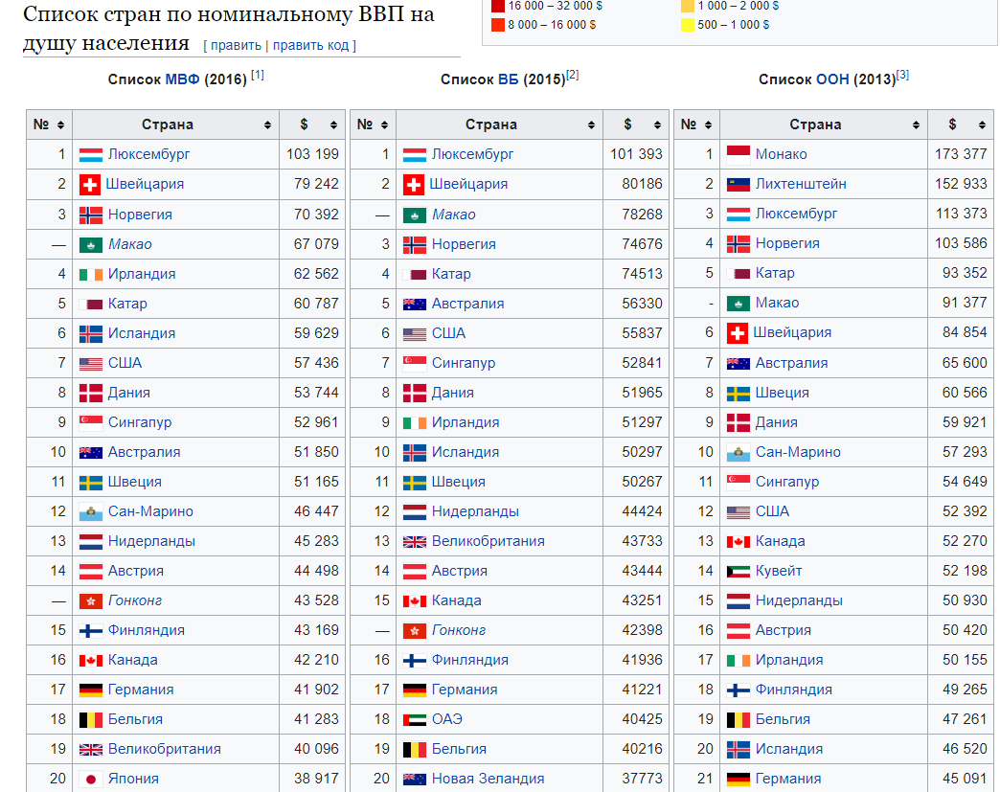 Список стран по номинальному ВВП на
душу населения [ править | править код ]
16 000 – 32 000 $ 1 000 – 2 000 $
8 000 – 16 000 $ 500 – 1 000 $
Список МВФ (2016) [1]
№ Страна $
1 Люксембург 103 199
2 Швейцария 79 242
3 Норвегия 70 392
— Макао 67 079
4 Ирландия 62 562
5 Катар 60 787
6 Исландия 59 629
7 США 57 436
8 Дания 53 744
9 Сингапур 52 961
10 Австралия 51 850
11 Швеция 51 165
12 Сан-Марино 46 447
13 Нидерланды 45 283
14 Австрия 44 498
— Гонконг 43 528
15 Финляндия 43 169
16 Канада 42 210
17 Германия 41 902
18 Бельгия 41 283
19 Великобритания 40 096
20 Япония 38 917
Список ВБ (2015)[2]
№ Страна $
1 Люксембург 101 393
2 Швейцария 80186
— Макао 78268
3 Норвегия 74676
4 Катар 74513
5 Австралия 56330
6 США 55837
7 Сингапур 52841
8 Дания 51965
9 Ирландия 51297
10 Исландия 50297
11 Швеция 50267
12 Нидерланды 44424
13 Великобритания 43733
14 Австрия 43444
15 Канада 43251
— Гонконг 42398
16 Финляндия 41936
17 Германия 41221
18 ОАЭ 40425
19 Бельгия 40216
20 Новая Зеландия 37773
Список ООН (2013)[3]
№ Страна $
1 Монако 173 377
2 Лихтенштейн 152 933
3 Люксембург 113 373
4 Норвегия 103 586
5 Катар 93 352
- Макао 91 377
6 Швейцария 84 854
7 Австралия 65 600
8 Швеция 60 566
9 Дания 59 921
10 Сан-Марино 57 293
11 Сингапур 54 649
12 США 52 392
13 Канада 52 270
14 Кувейт 52 198
15 Нидерланды 50 930
16 Австрия 50 420
17 Ирландия 50 155
18 Финляндия 49 265
19 Бельгия 47 261
20 Исландия 46 520
21 Германия 45 091